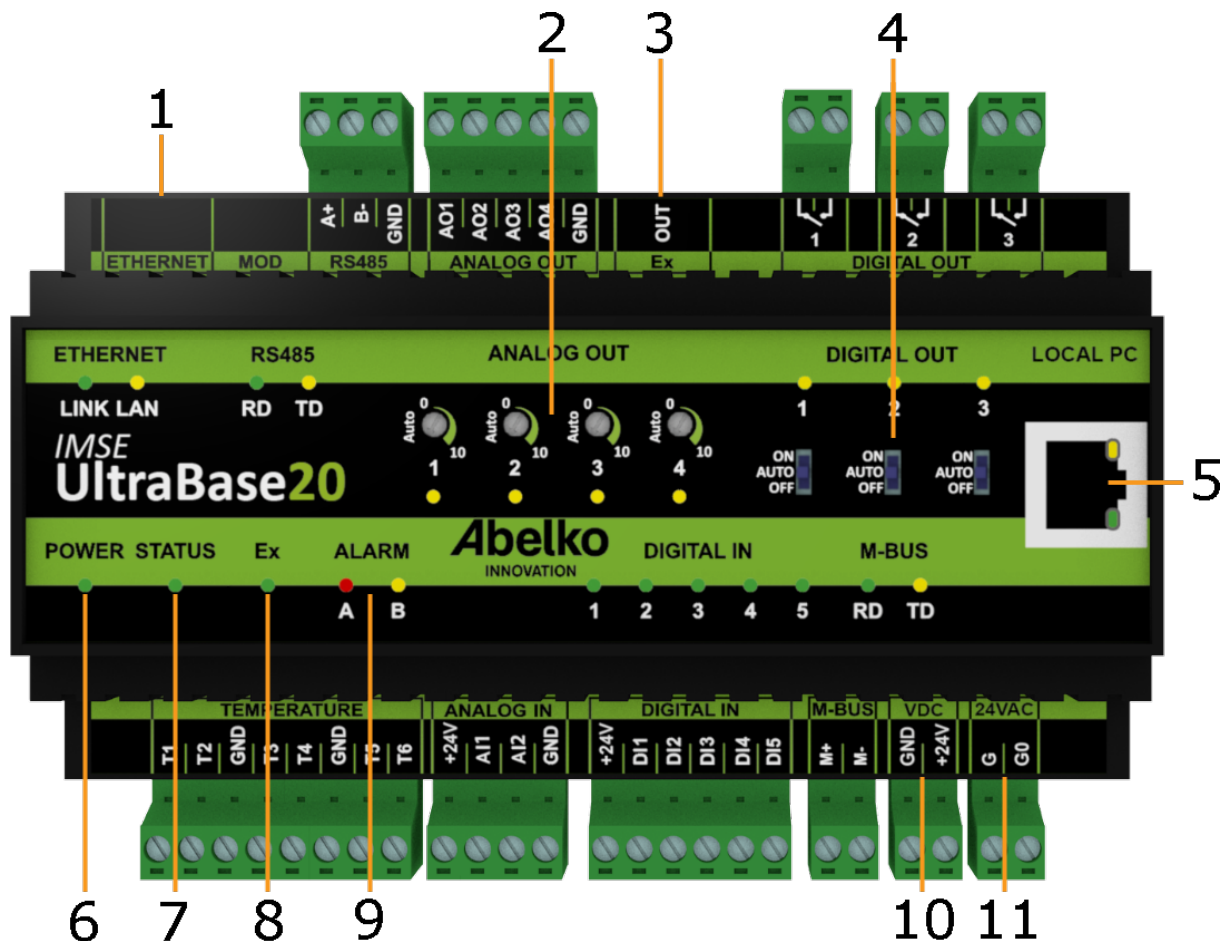 2 3 4
1
A+ B- GND AO1 AO2 AO3 AO4 GND OUT 1 2 3
ETHERNET MOD RS485 ANALOG OUT Ex DIGITAL OUT
ETHERNET RS485 ANALOG OUT DIGITAL OUT LOCAL PC
LINK LAN RD TD 1 2 3
Auto 0 10 Auto 0 10 Auto 0 10 Auto 0 10
1 2 3 4
ON AUTO OFF ON AUTO OFF ON AUTO OFF
5
IMSE
UltraBase20
POWER STATUS Ex ALARM Abelko DIGITAL IN M-BUS
INNOVATION
A B 1 2 3 4 5 RD TD
TEMPERATURE ANALOG IN DIGITAL IN M-BUS VDC 24VAC
T1 T2 GND T3 T4 GND T5 T6 +24V AI1 AI2 GND +24V DI1 DI2 DI3 DI4 DI5 M+ M- GND +24V G G0
6 7 8 9 10 11